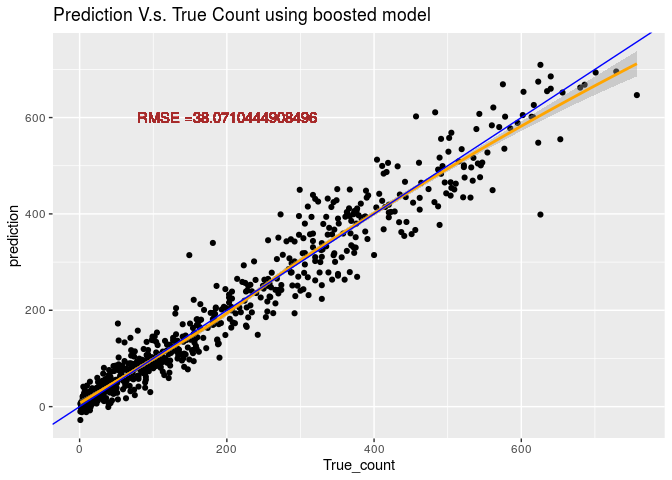 Prediction V.s. True Count using boosted model
RMSE =38.0710444908496
prediction
600
400
200
0
0 200 400 600
True_count